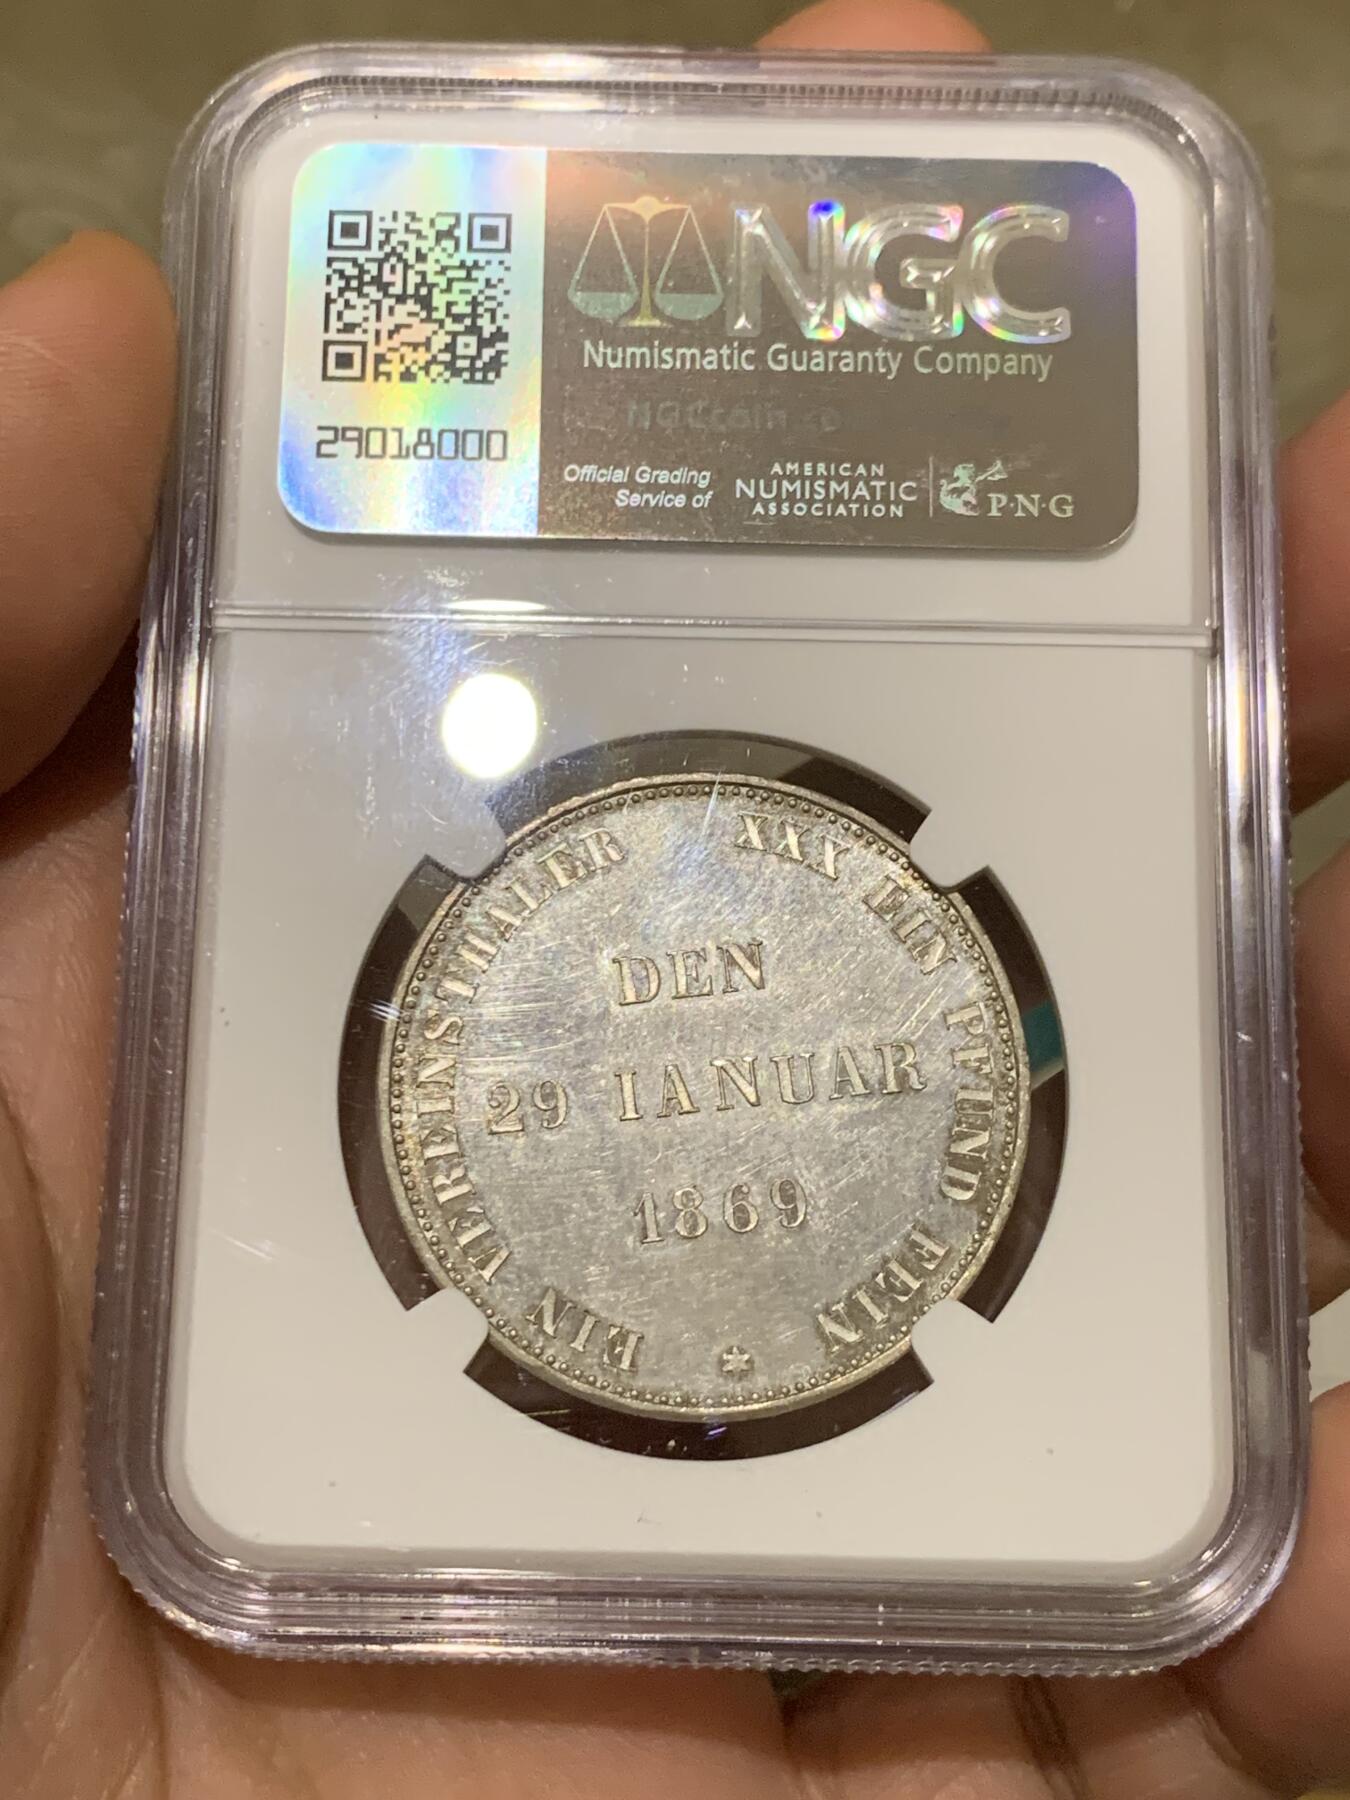 NGC
Numismatic Guaranty Company
29018000
Official Grading
Service of
AMERICAN
NUMISMATIC
ASSOCIATION
P·N·G
EIN VEREINSTHALER XXX EIN PFUND FEIN
DEN
29 IANUAR
1869